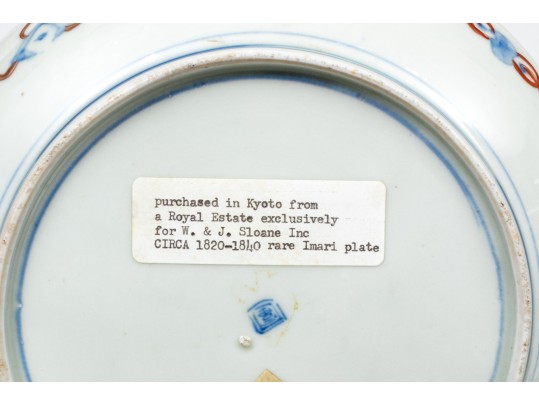 purchased in Kyoto from
a Royal Estate exclusively
for W. & J. Sloane Inc
CIRCA 1820-1840 rare Imari plate